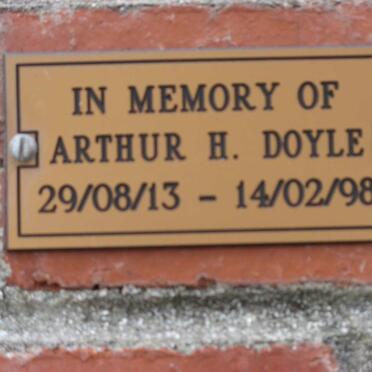 IN MEMORY OF
ARTHUR H. DOYLE
29/08/13 – 14/02/98